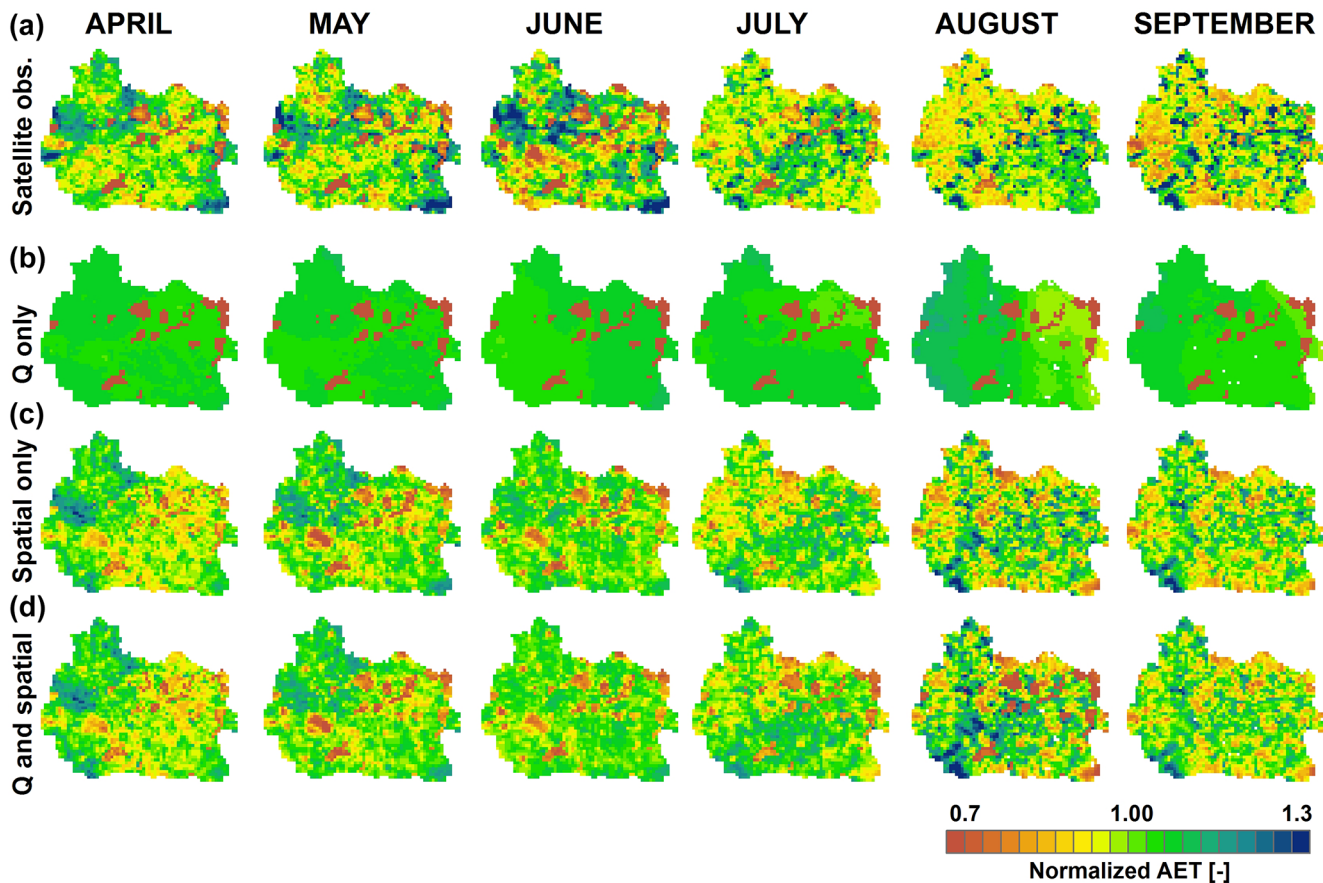 (a) APRIL MAY JUNE JULY AUGUST SEPTEMBER
Satellite obs.
(b)
Q only
(c)
Spatial only
(d)
Q and spatial
0.7 1.00 1.3
Normalized AET [-]